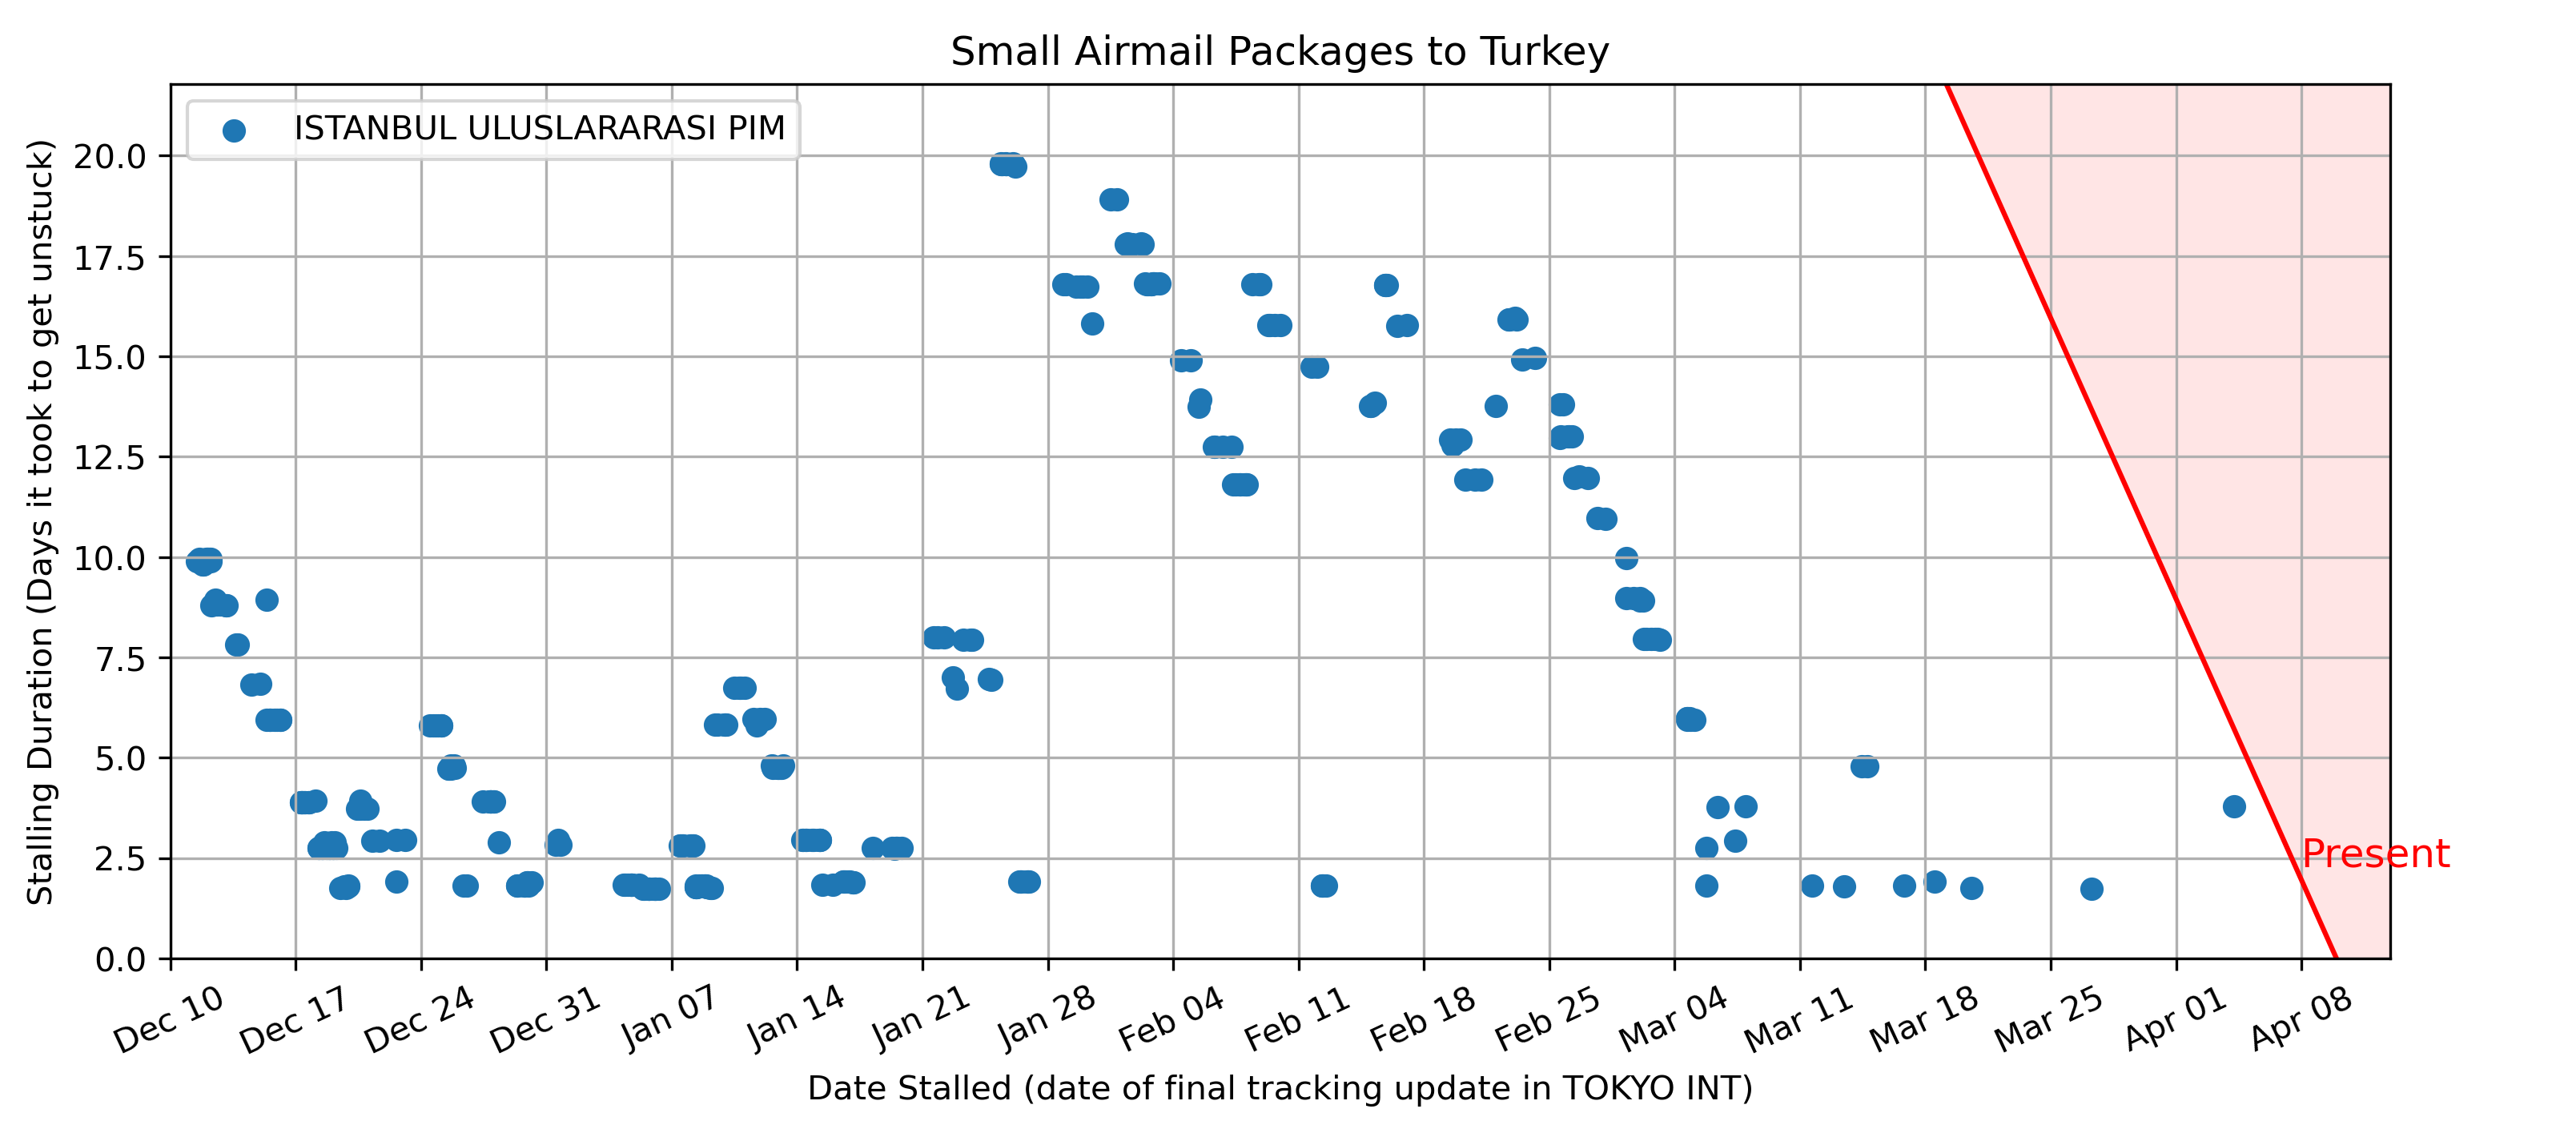 Small Airmail Packages to Turkey
ISTANBUL ULUSLARARASI PIM
Stalling Duration (Days it took to get unstuck)
20.0
17.5
15.0
12.5
10.0
7.5
5.0
2.5
0.0
Present
Dec 10
Dec 17
Dec 24
Dec 31
Jan 07
Jan 14
Jan 21
Jan 28
Feb 04
Feb 11
Feb 18
Feb 25
Mar 04
Mar 11
Mar 18
Mar 25
Apr 01
Apr 08
Date Stalled (date of final tracking update in TOKYO INT)